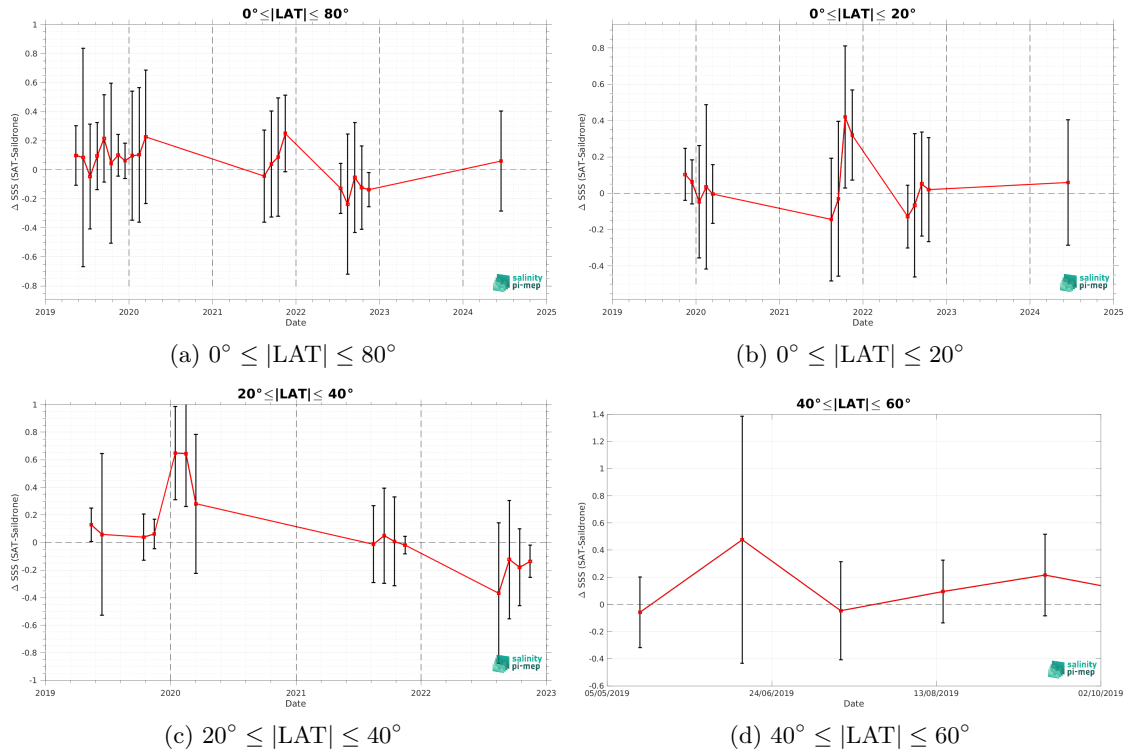 0°≤|LAT|≤ 80°
1
0.8
0.6
0.4
0.2
0
-0.2
-0.4
-0.6
-0.8
Δ SSS (SAT-Saildrone)
2019 2020 2021 2022 2023 2024 2025
Date
salinity
pi-mep
(a) 0° ≤ |LAT| ≤ 80°
0°≤|LAT|≤ 20°
0.8
0.6
0.4
0.2
0
-0.2
-0.4
Δ SSS (SAT-Saildrone)
2019 2020 2021 2022 2023 2024 2025
Date
salinity
pi-mep
(b) 0° ≤ |LAT| ≤ 20°
20°≤|LAT|≤ 40°
1
0.8
0.6
0.4
0.2
0
-0.2
-0.4
-0.6
-0.8
-1
Δ SSS (SAT-Saildrone)
2019 2020 2021 2022 2023
Date
salinity
pi-mep
(c) 20° ≤ |LAT| ≤ 40°
40°≤|LAT|≤ 60°
1.4
1.2
1
0.8
0.6
0.4
0.2
0
-0.2
-0.4
-0.6
Δ SSS (SAT-Saildrone)
05/05/2019 24/06/2019 13/08/2019 02/10/2019
Date
salinity
pi-mep
(d) 40° ≤ |LAT| ≤ 60°